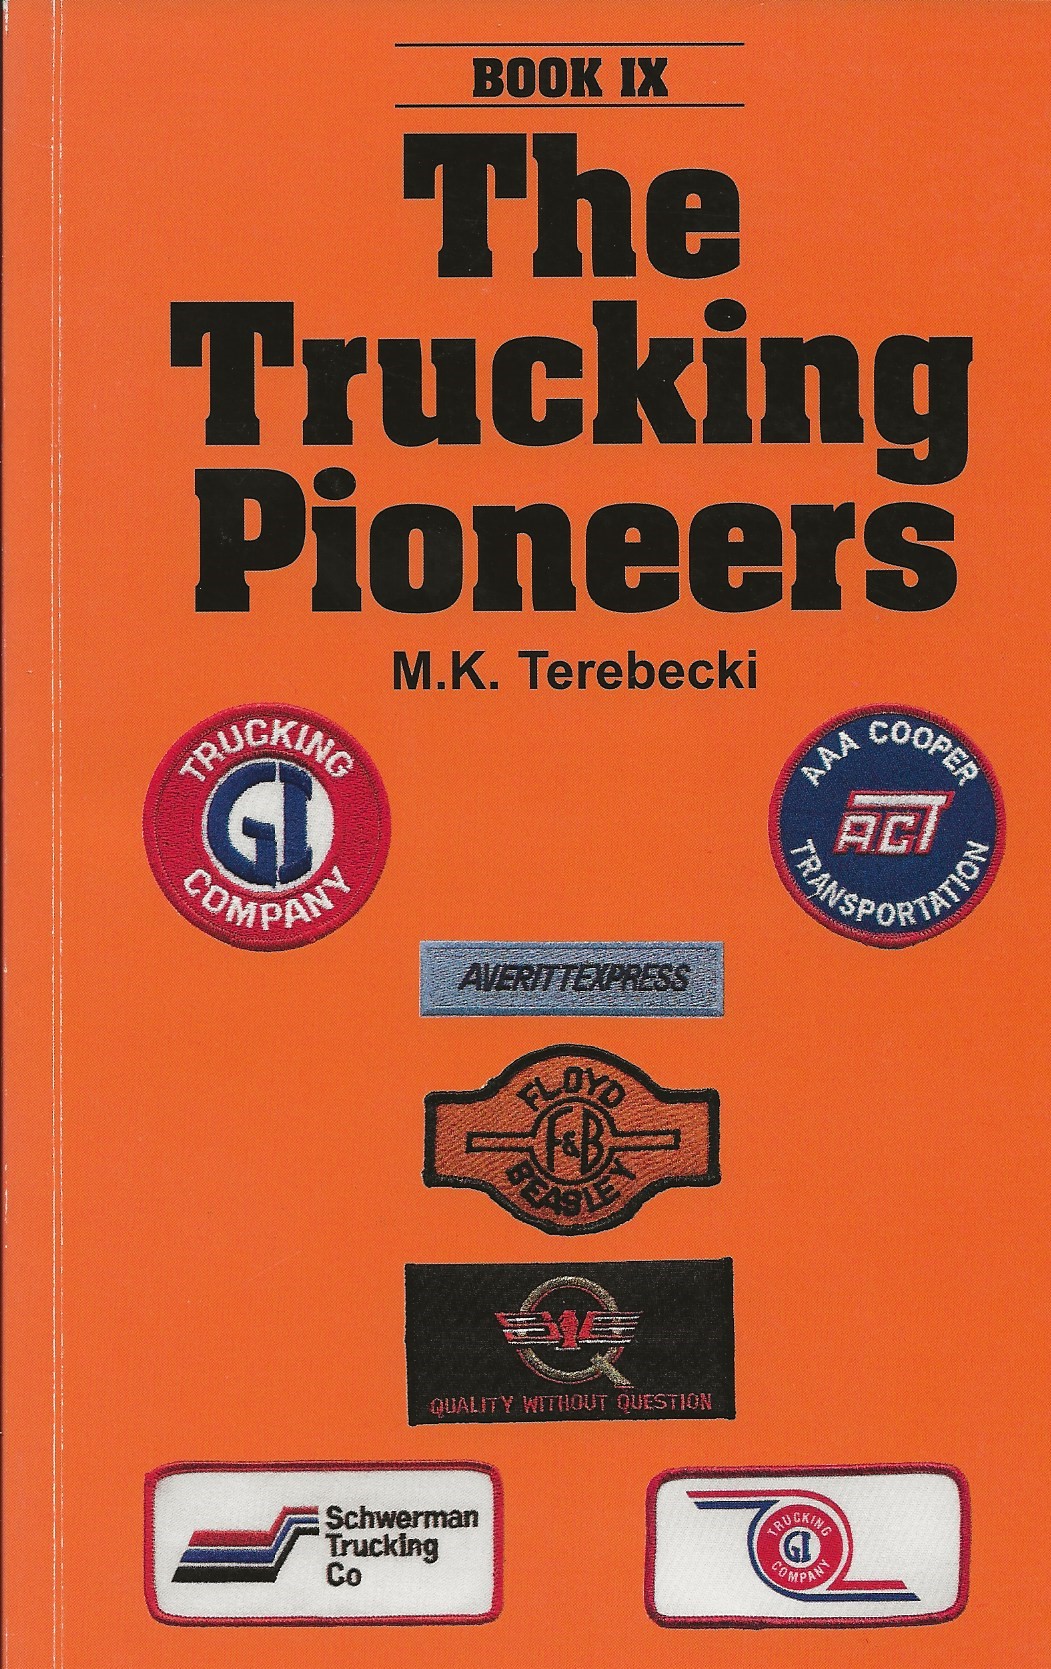 BOOK IX
The
Trucking
Pioneers
M.K. Terebecki
TRUCKING
GI
COMPANY
AAA COOPER
ACT
TRANSPORTATION
AVERITTEXPRESS
FLOYD
F&B
BEASLEY
Q
QUALITY WITHOUT QUESTION
Schwerman
Trucking
Co
TRUCKING
GI
COMPANY